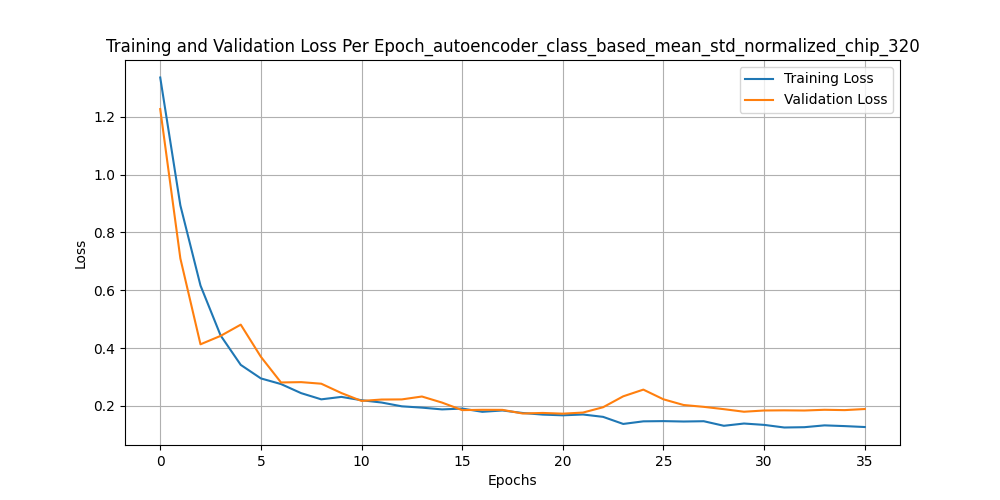 Training and Validation Loss Per Epoch_autoencoder_class_based_mean_std_normalized_chip_320
Training Loss
Validation Loss
1.2
1.0
0.8
0.6
0.4
0.2
Loss
0 5 10 15 20 25 30 35
Epochs